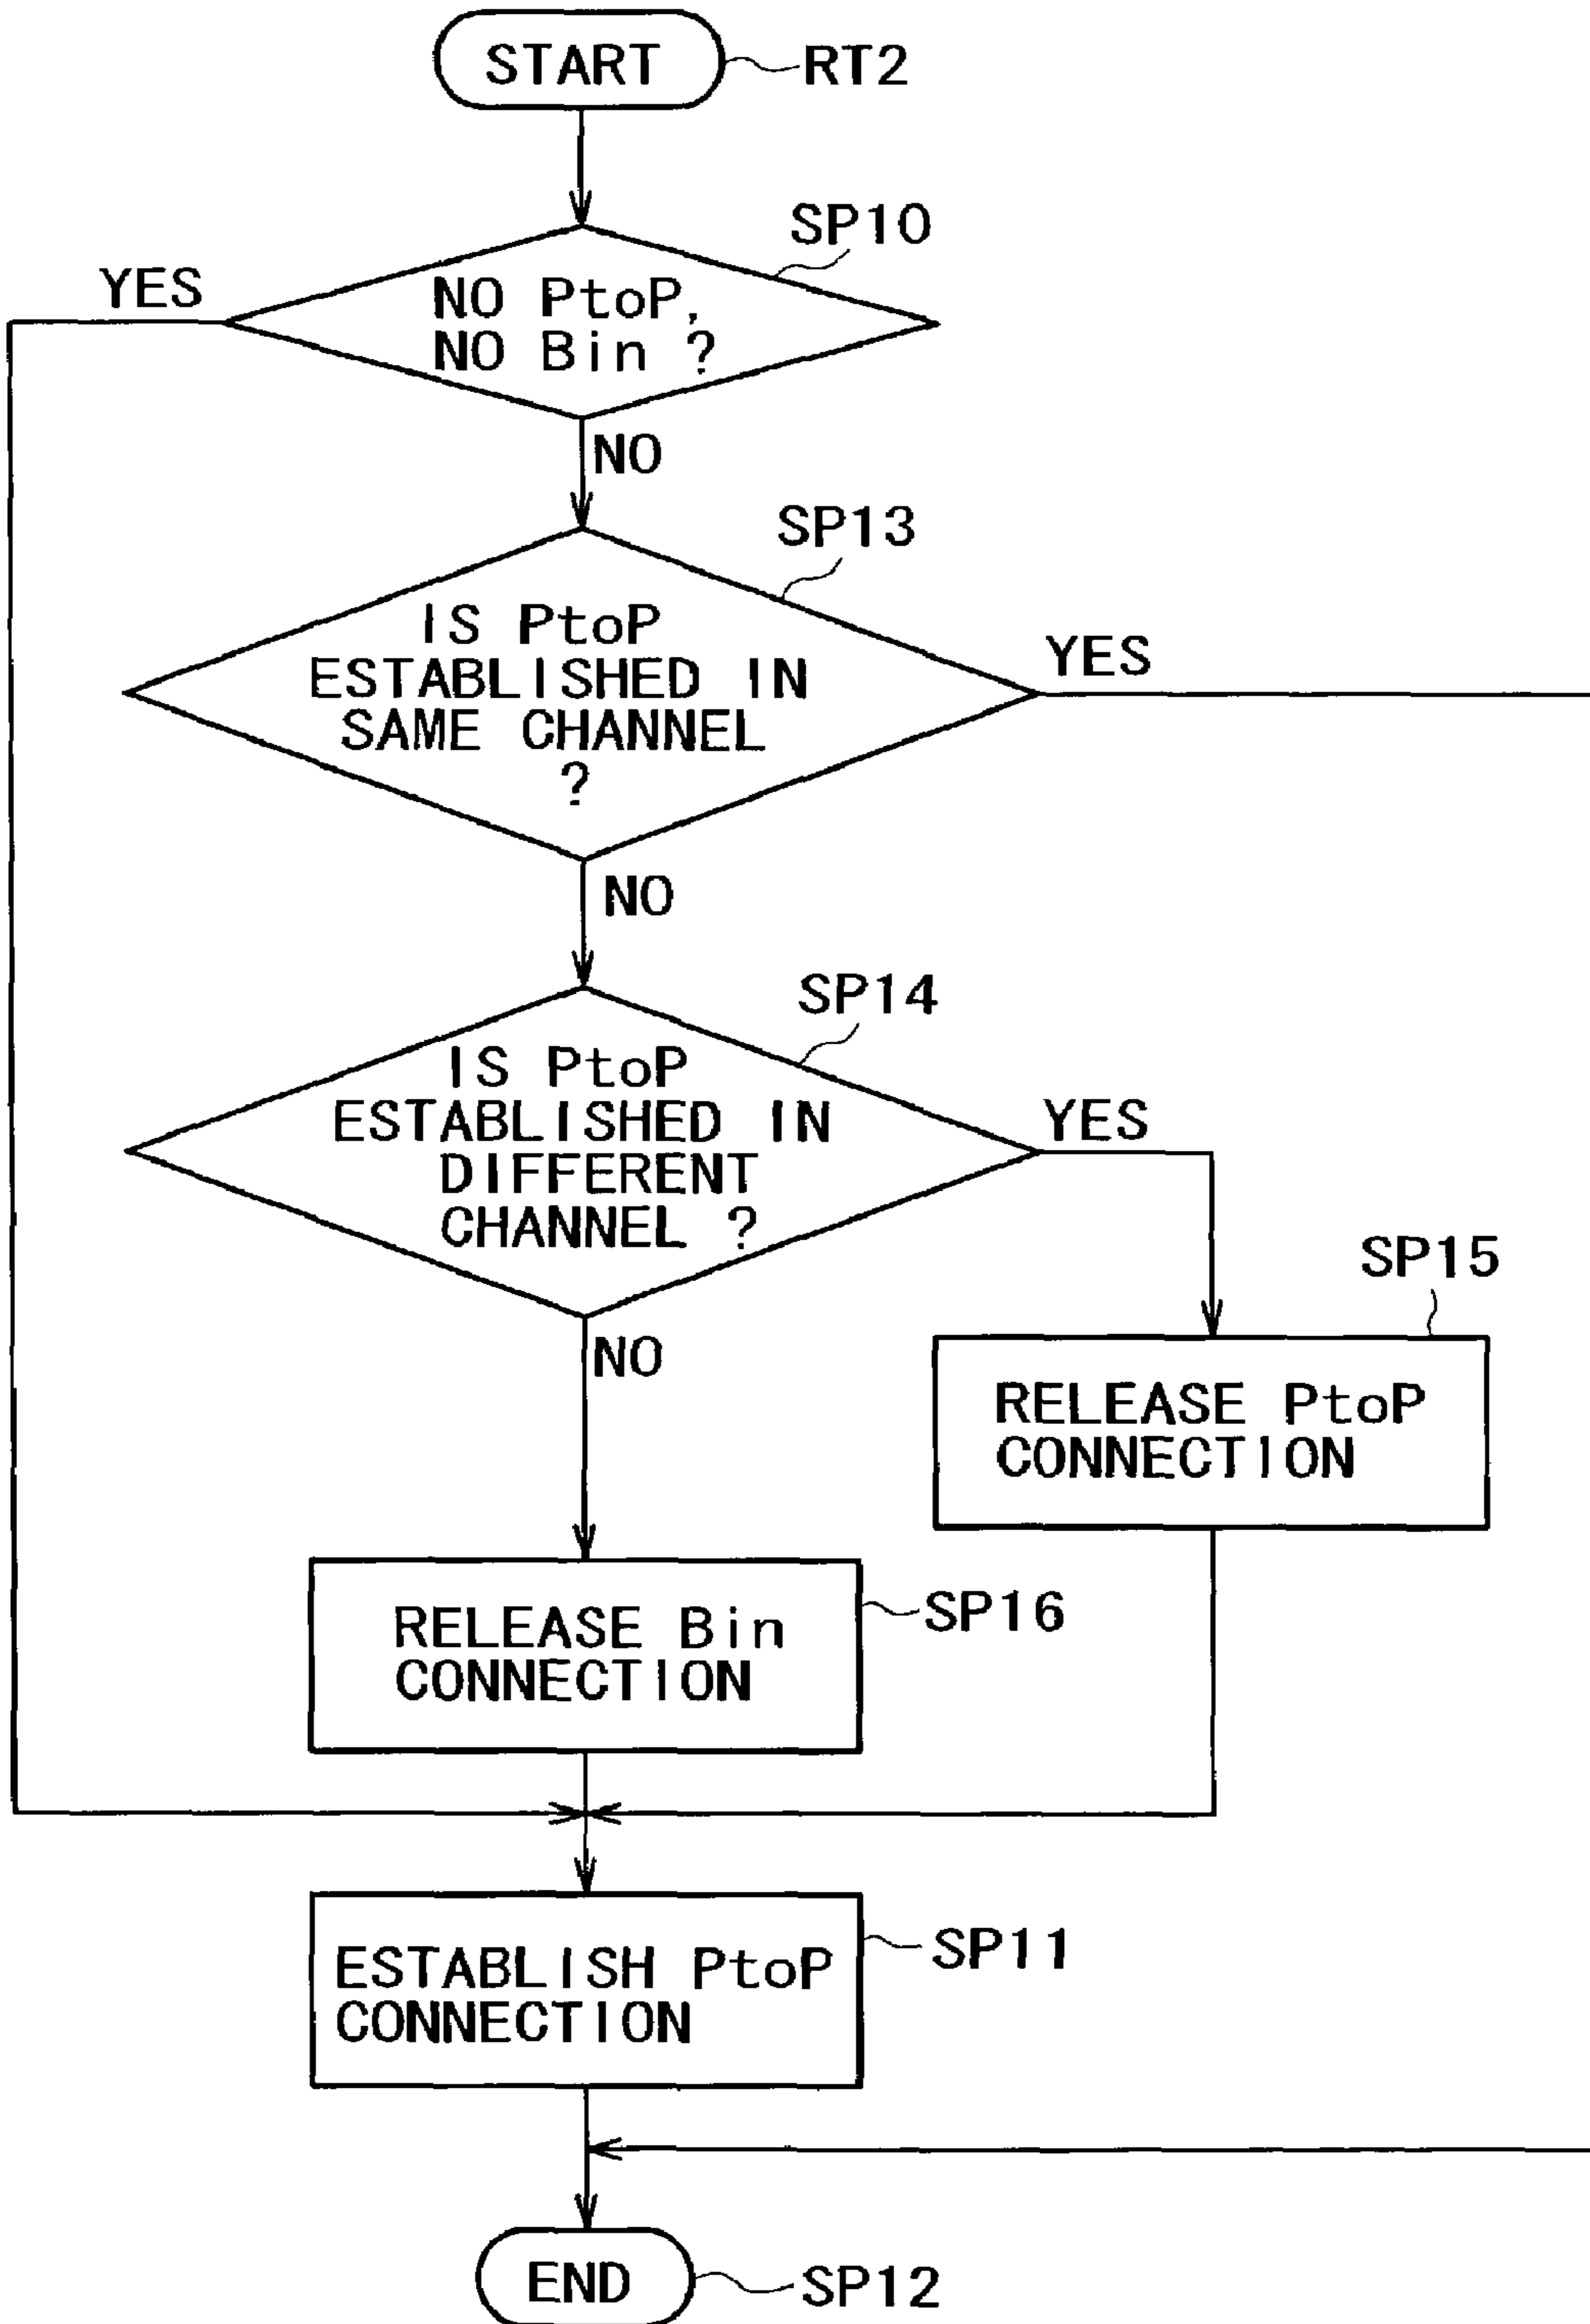 START
RT2
SP10
YES
NO PtoP,
NO Bin ?
NO
SP13
IS PtoP
ESTABLISHED IN
SAME CHANNEL
?
YES
NO
SP14
IS PtoP
ESTABLISHED IN
DIFFERENT
CHANNEL ?
YES
SP15
NO
RELEASE PtoP
CONNECTION
RELEASE Bin
CONNECTION
SP16
ESTABLISH PtoP
CONNECTION
SP11
END
SP12